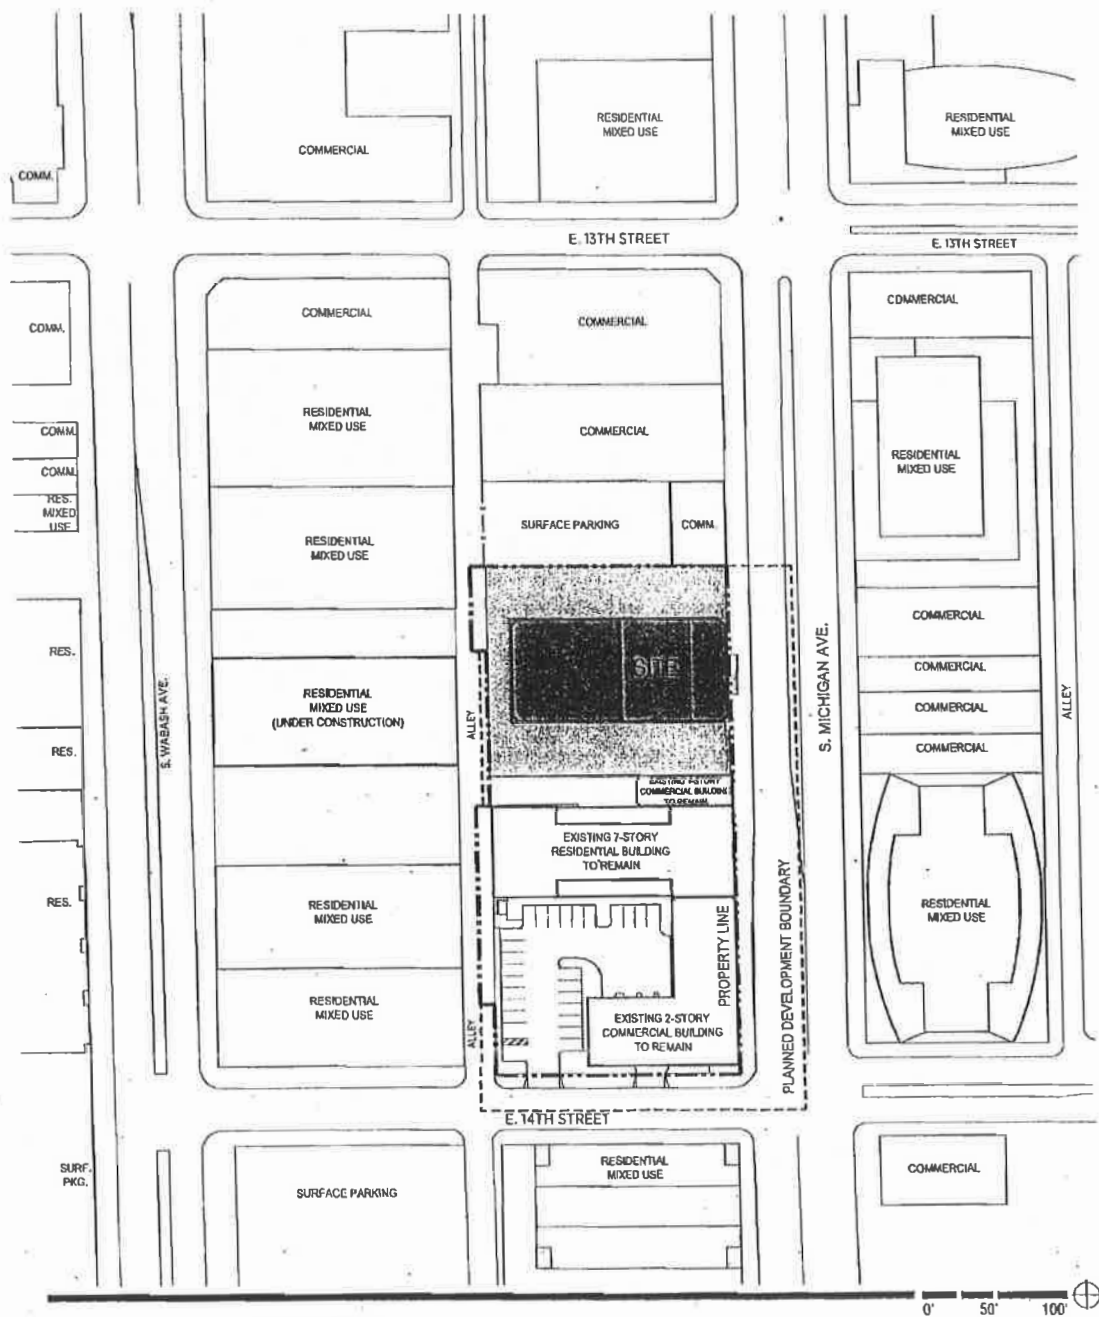 COMM.
COMMERCIAL
RESIDENTIAL
MIXED USE
RESIDENTIAL
MIXED USE
E. 13TH STREET
E. 13TH STREET
COMM.
COMMERCIAL
COMMERCIAL
COMMERCIAL
COMM.
COMM.
RES.
MIXED
USE
RESIDENTIAL
MIXED USE
COMMERCIAL
RESIDENTIAL
MIXED USE
RESIDENTIAL
MIXED USE
SURFACE PARKING
COMM.
SITE
RES.
RES.
RES.
S. WABASH AVE.
RESIDENTIAL
MIXED USE
(UNDER CONSTRUCTION)
ALLEY
S. MICHIGAN AVE.
COMMERCIAL
COMMERCIAL
COMMERCIAL
COMMERCIAL
ALLEY
COMMERCIAL BUILDING
TO REMAIN
EXISTING 7-STORY
RESIDENTIAL BUILDING
TO REMAIN
RESIDENTIAL
MIXED USE
RESIDENTIAL
MIXED USE
ALLEY
EXISTING 2-STORY
COMMERCIAL BUILDING
TO REMAIN
PROPERTY LINE
PLANNED DEVELOPMENT BOUNDARY
RESIDENTIAL
MIXED USE
E. 14TH STREET
SURF.
PKG.
SURFACE PARKING
RESIDENTIAL
MIXED USE
COMMERCIAL
0' 50' 100'